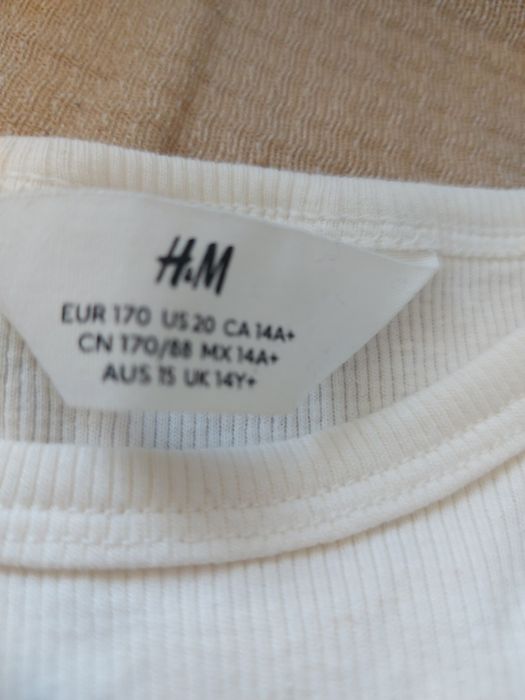 H&M
EUR 170 US 20 CA 14A+
CN 170/88 MX 14A+
AUS 15 UK 14Y+